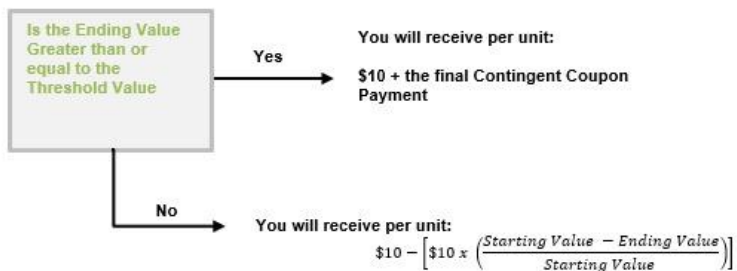 Is the Ending Value
Greater than or
equal to the
Threshold Value
Yes
You will receive per unit:
$10 + the final Contingent Coupon
Payment
No
You will receive per unit:
$10 − [$10 x (Starting Value − Ending Value / Starting Value)]